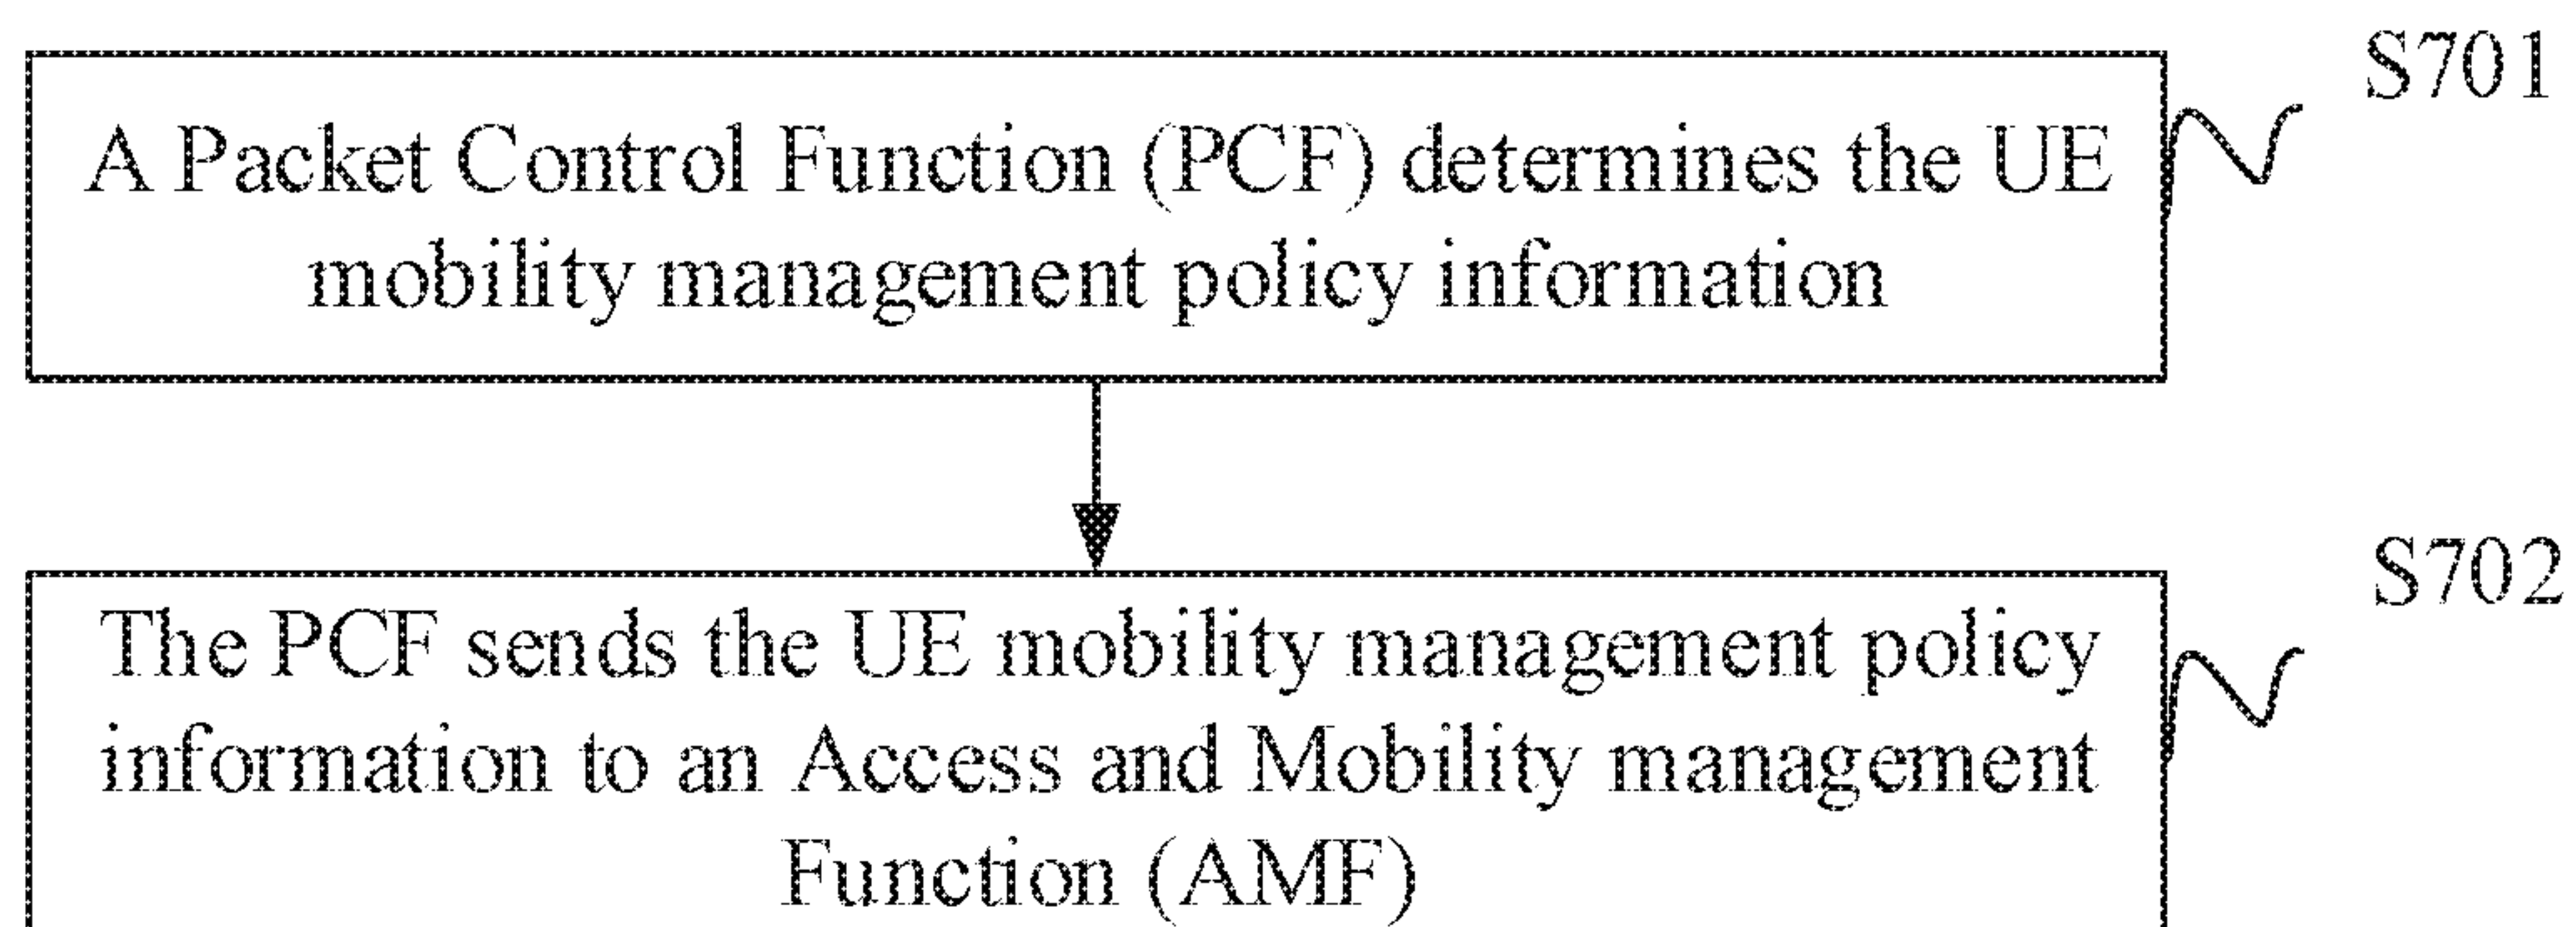 S701
A Packet Control Function (PCF) determines the UE
mobility management policy information
S702
The PCF sends the UE mobility management policy
information to an Access and Mobility management
Function (AMF)